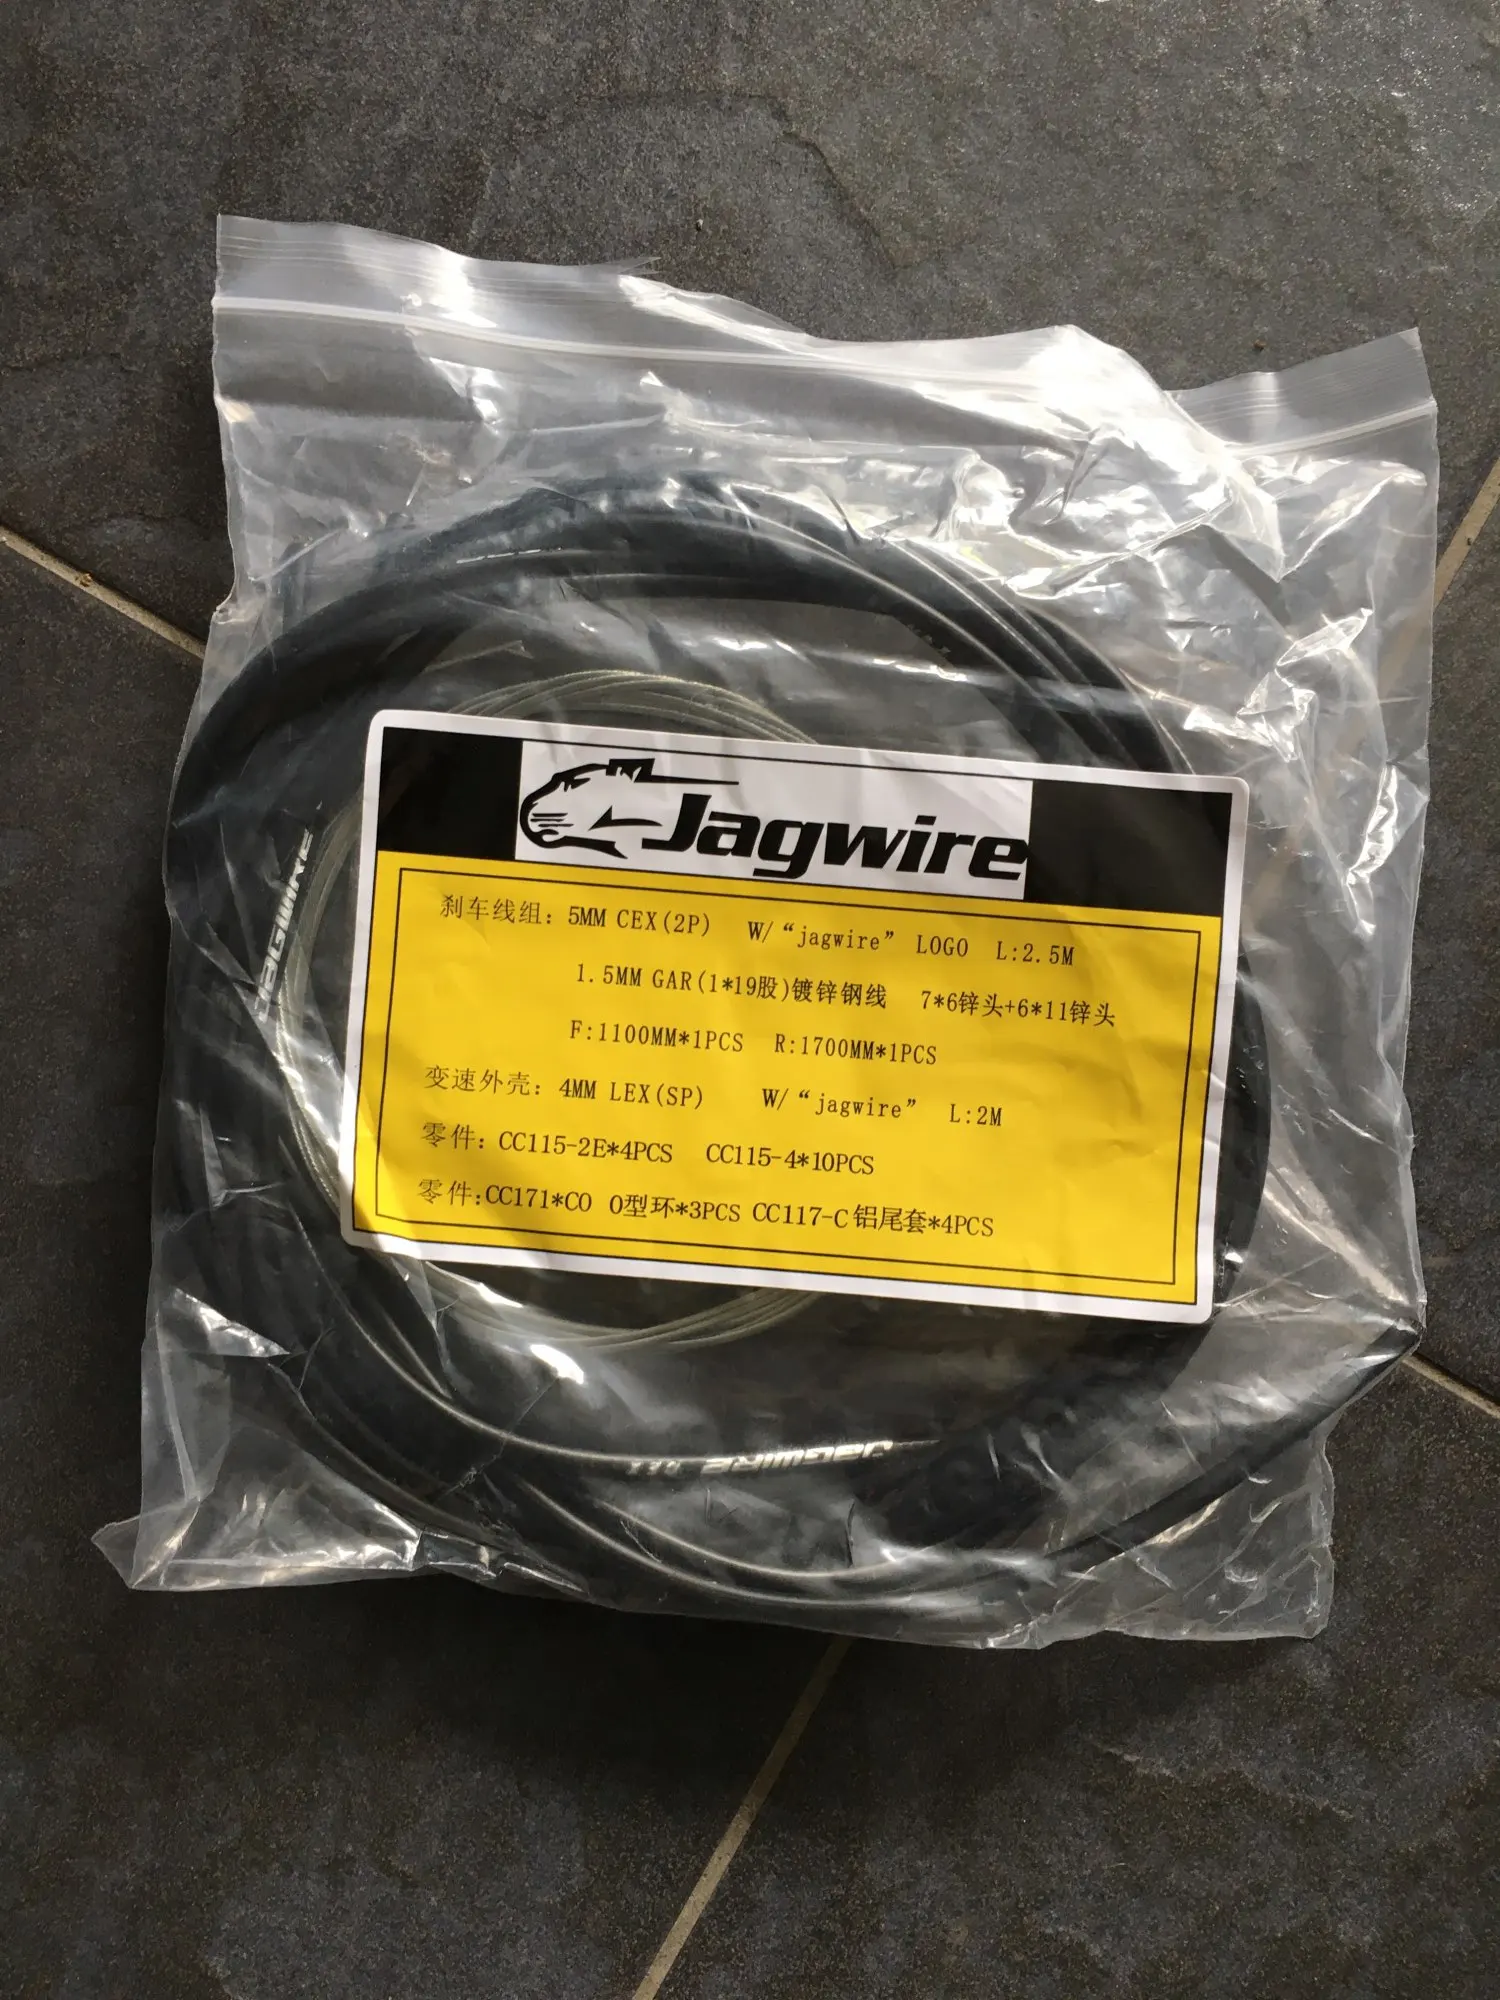 Jagwire
刹车线组: 5MM CEX(2P) W/“jagwire” LOGO L:2.5M
1.5MM GAR(1*19股)镀锌钢线 7*6锌头+6*11锌头
F:1100MM*1PCS R:1700MM*1PCS
变速外壳: 4MM LEX(SP) W/“jagwire” L:2M
零件: CC115-2E*4PCS CC115-4*10PCS
零件:CC171*CO O型环*3PCS CC117-C铝尾套*4PCS
JAGWIRE
JAGWIRE